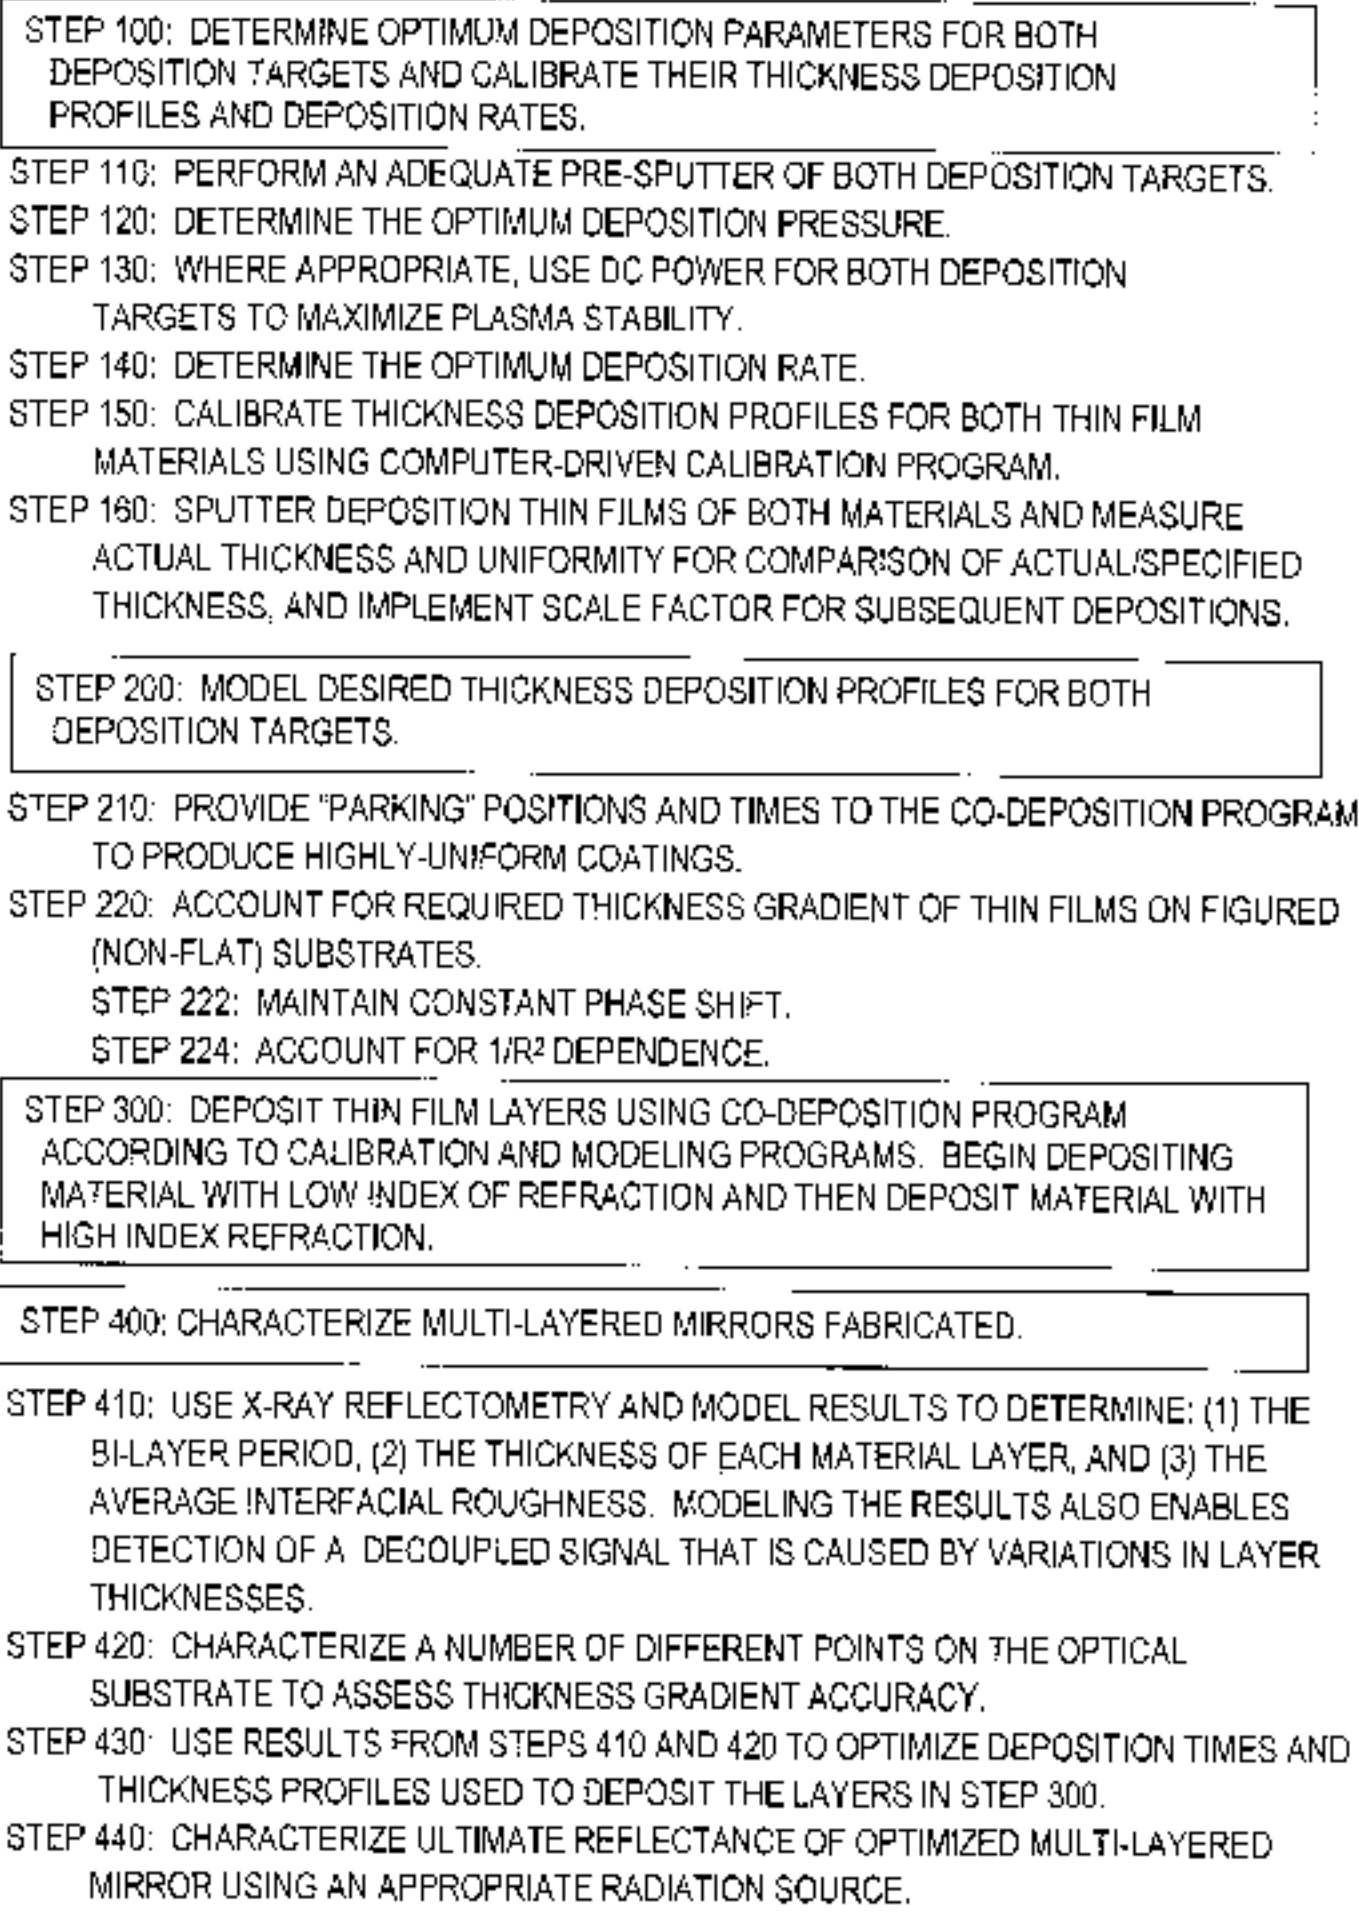 STEP 100: DETERMINE OPTIMUM DEPOSITION PARAMETERS FOR BOTH
DEPOSITION TARGETS AND CALIBRATE THEIR THICKNESS DEPOSITION
PROFILES AND DEPOSITION RATES.
STEP 110: PERFORM AN ADEQUATE PRE-SPUTTER OF BOTH DEPOSITION TARGETS.
STEP 120: DETERMINE THE OPTIMUM DEPOSITION PRESSURE.
STEP 130: WHERE APPROPRIATE, USE DC POWER FOR BOTH DEPOSITION
TARGETS TO MAXIMIZE PLASMA STABILITY.
STEP 140: DETERMINE THE OPTIMUM DEPOSITION RATE.
STEP 150: CALIBRATE THICKNESS DEPOSITION PROFILES FOR BOTH THIN FILM
MATERIALS USING COMPUTER-DRIVEN CALIBRATION PROGRAM.
STEP 160: SPUTTER DEPOSITION THIN FILMS OF BOTH MATERIALS AND MEASURE
ACTUAL THICKNESS AND UNIFORMITY FOR COMPARISON OF ACTUAL/SPECIFIED
THICKNESS, AND IMPLEMENT SCALE FACTOR FOR SUBSEQUENT DEPOSITIONS.
STEP 200: MODEL DESIRED THICKNESS DEPOSITION PROFILES FOR BOTH
DEPOSITION TARGETS.
STEP 210: PROVIDE "PARKING" POSITIONS AND TIMES TO THE CO-DEPOSITION PROGRAM
TO PRODUCE HIGHLY-UNIFORM COATINGS.
STEP 220: ACCOUNT FOR REQUIRED THICKNESS GRADIENT OF THIN FILMS ON FIGURED
(NON-FLAT) SUBSTRATES.
STEP 222: MAINTAIN CONSTANT PHASE SHIFT.
STEP 224: ACCOUNT FOR 1/R² DEPENDENCE.
STEP 300: DEPOSIT THIN FILM LAYERS USING CO-DEPOSITION PROGRAM
ACCORDING TO CALIBRATION AND MODELING PROGRAMS. BEGIN DEPOSITING
MATERIAL WITH LOW INDEX OF REFRACTION AND THEN DEPOSIT MATERIAL WITH
HIGH INDEX REFRACTION.
STEP 400: CHARACTERIZE MULTI-LAYERED MIRRORS FABRICATED.
STEP 410: USE X-RAY REFLECTOMETRY AND MODEL RESULTS TO DETERMINE: (1) THE
BI-LAYER PERIOD, (2) THE THICKNESS OF EACH MATERIAL LAYER, AND (3) THE
AVERAGE INTERFACIAL ROUGHNESS. MODELING THE RESULTS ALSO ENABLES
DETECTION OF A DECOUPLED SIGNAL THAT IS CAUSED BY VARIATIONS IN LAYER
THICKNESSES.
STEP 420: CHARACTERIZE A NUMBER OF DIFFERENT POINTS ON THE OPTICAL
SUBSTRATE TO ASSESS THICKNESS GRADIENT ACCURACY.
STEP 430: USE RESULTS FROM STEPS 410 AND 420 TO OPTIMIZE DEPOSITION TIMES AND
THICKNESS PROFILES USED TO DEPOSIT THE LAYERS IN STEP 300.
STEP 440: CHARACTERIZE ULTIMATE REFLECTANCE OF OPTIMIZED MULTI-LAYERED
MIRROR USING AN APPROPRIATE RADIATION SOURCE.